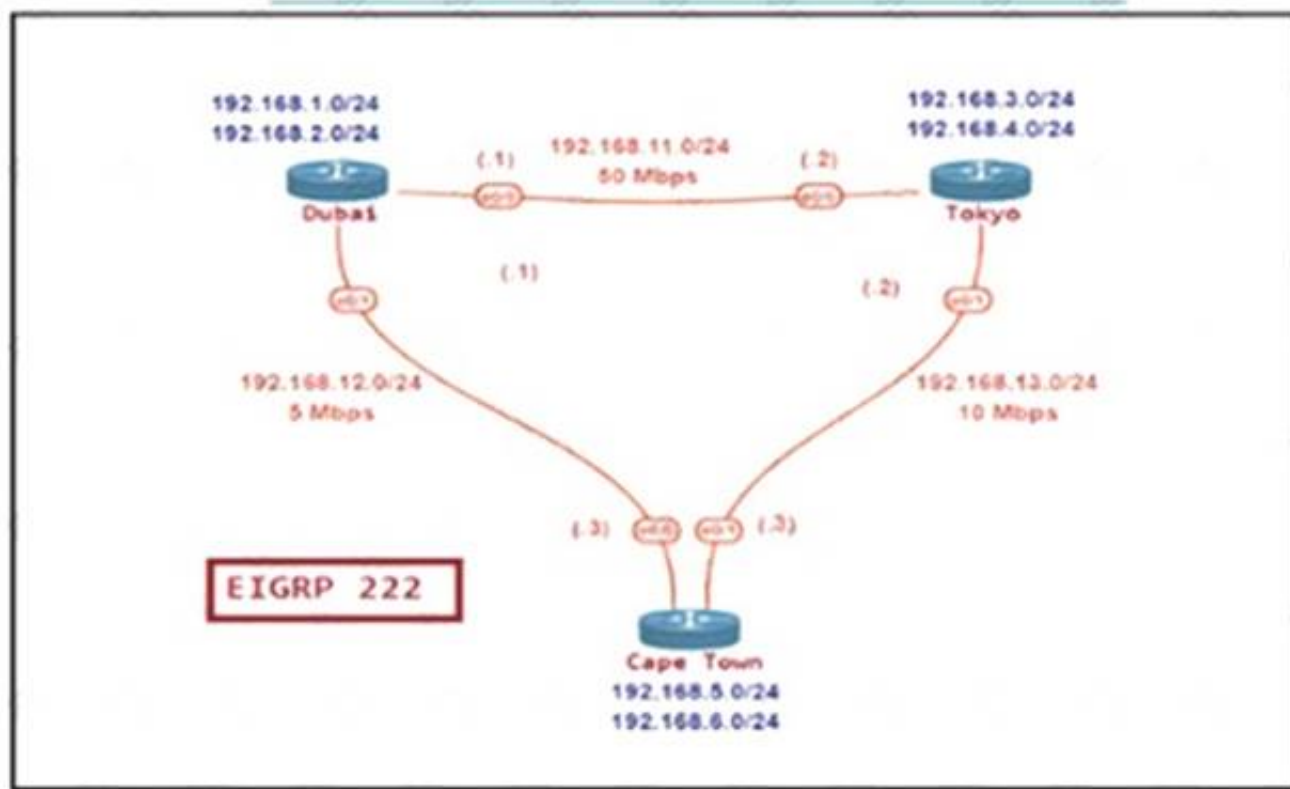 192.168.1.0/24
192.168.2.0/24
192.168.3.0/24
192.168.4.0/24
(.1)
192.168.11.0/24
50 Mbps
(.2)
Dubai
Tokyo
(.1)
(.2)
192.168.12.0/24
5 Mbps
192.168.13.0/24
10 Mbps
(.3)
(.3)
EIGRP 222
Cape Town
192.168.5.0/24
192.168.6.0/24